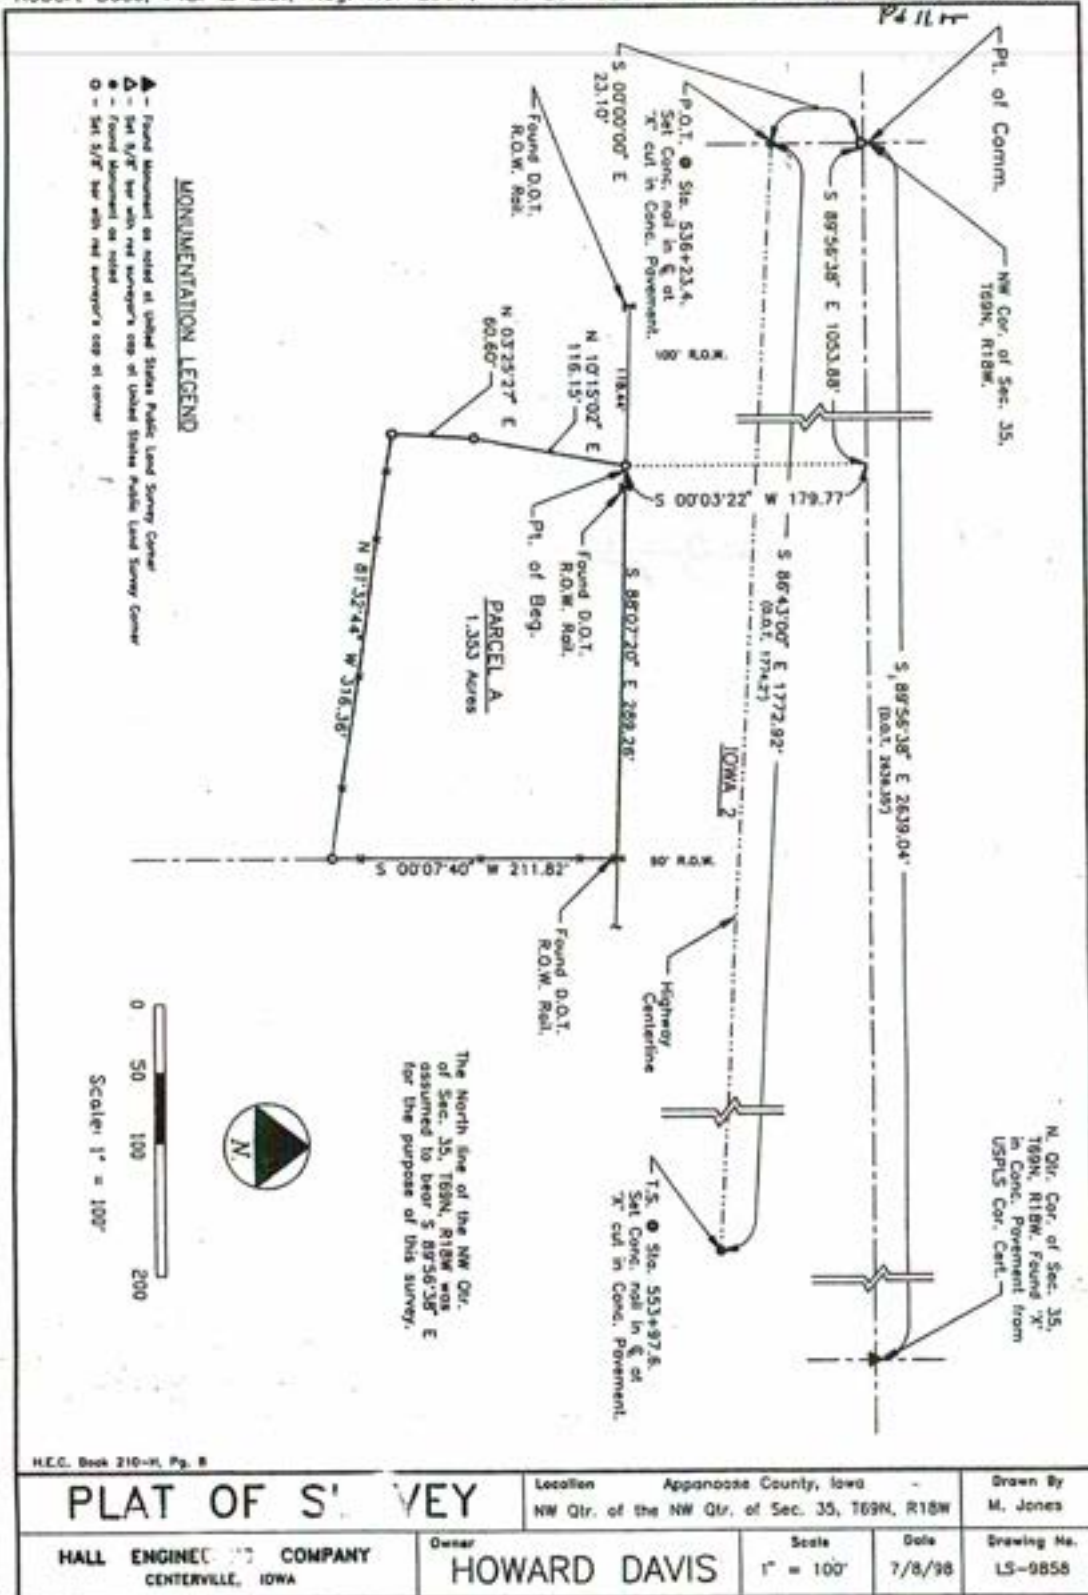 Pt. of Comm.
NW Cor. of Sec. 35,
T69N, R18W.
N. Qtr. Cor. of Sec. 35,
T69N, R18W. Found 'X'
in Conc. Pavement from
USPLS Cor. Cert.
S 89°56'38" E 2639.04'
S 89°56'38" E 1053.88'
S 00°00'00" E
23.10'
P.O.T. @ Sta. 536+23.4.
Set Conc. nail in ℄ at
'X' cut in Conc. Pavement.
S 86°43'00" E 1772.92'
(D.O.T. 1774.2')
IOWA 2
Highway
Centerline
T.S. @ Sta. 553+97.6.
Set Conc. nail in ℄ at
'X' cut in Conc. Pavement.
100' R.O.W.
90' R.O.W.
S 00°03'22" W 179.77'
Found D.O.T.
R.O.W. Rail.
118.44'
Found D.O.T.
R.O.W. Rail.
S 88°07'20" E 289.26'
Found D.O.T.
R.O.W. Rail.
Pt. of Beg.
N 10°15'02" E
116.15'
N 03°25'27" E
60.60'
PARCEL A
1.353 Acres
N 81°32'44" W 316.36'
S 00°07'40" W 211.82'
The North line of the NW Qtr.
of Sec. 35, T69N, R18W was
assumed to bear S 89°56'38" E
for the purpose of this survey.
N
0 50 100 200
Scale: 1" = 100'
MONUMENTATION LEGEND
▲ - Found Monument as noted at United States Public Land Survey Corner
△ - Set 5/8" bar with red surveyor's cap at United States Public Land Survey Corner
● - Found Monument as noted
○ - Set 5/8" bar with red surveyor's cap at corner
H.E.C. Book 210-H, Pg. 8
PLAT OF S VEY
Location Appanoose County, Iowa
NW Qtr. of the NW Qtr. of Sec. 35, T69N, R18W
Drawn By
M. Jones
HALL ENGINE COMPANY
CENTERVILLE, IOWA
Owner
HOWARD DAVIS
Scale
1" = 100'
Date
7/8/98
Drawing No.
LS-9858